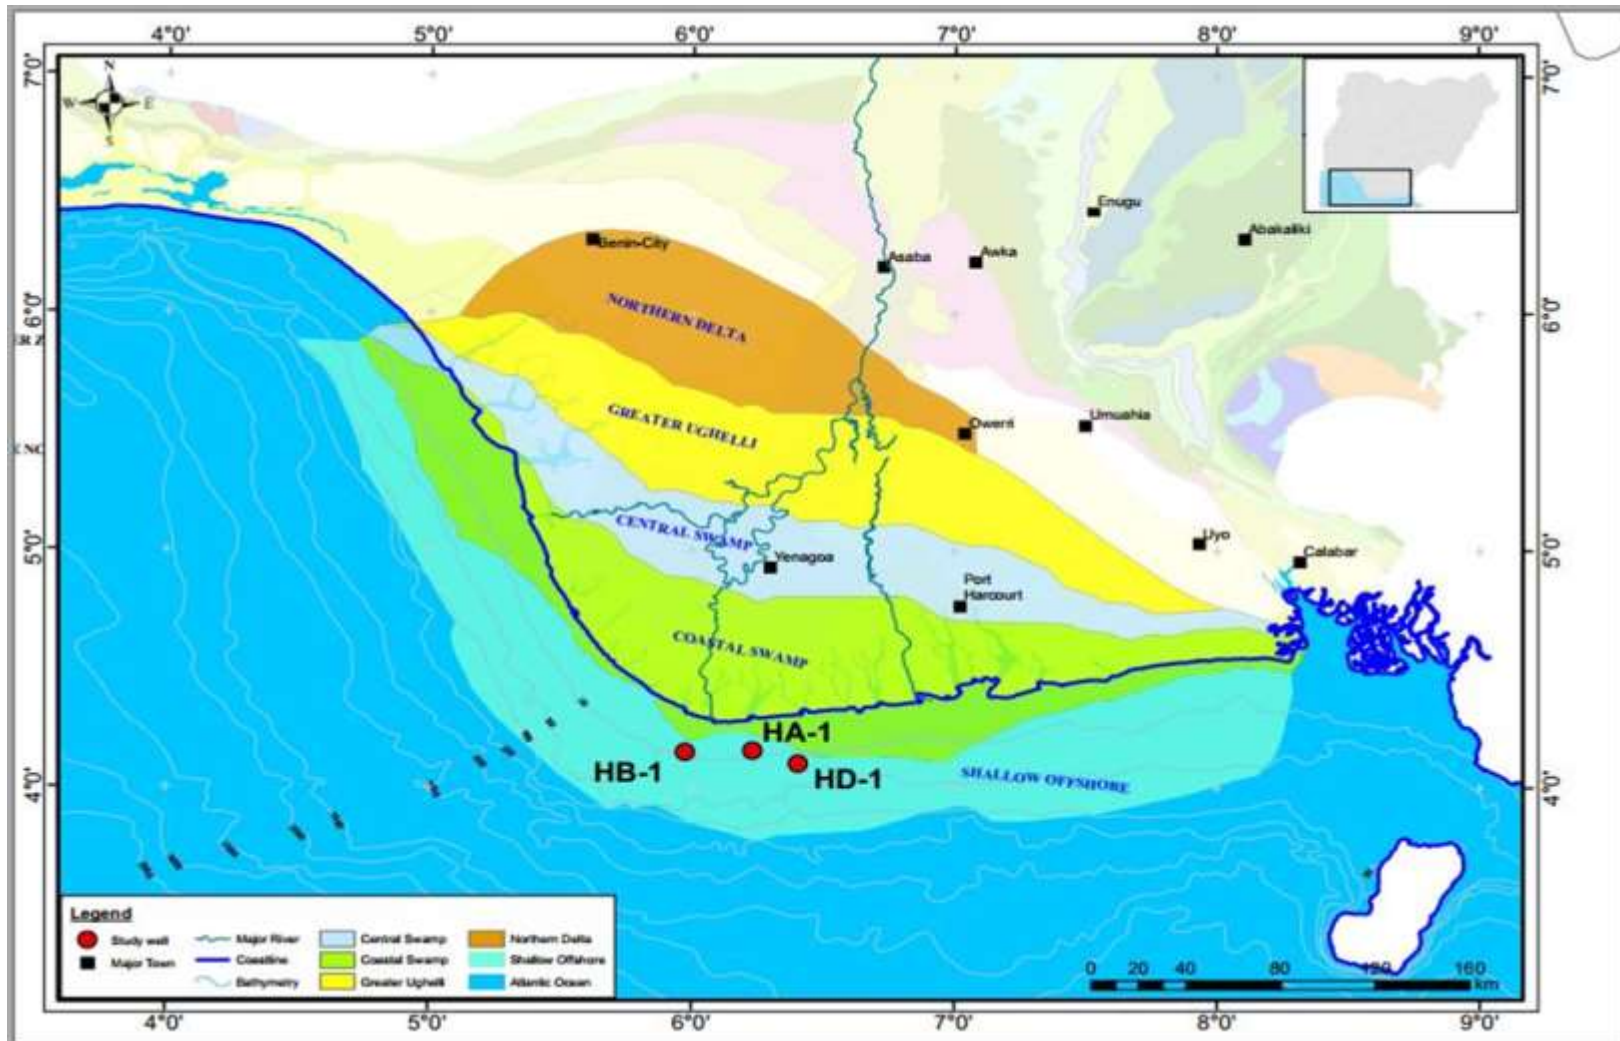 4°0' 5°0' 6°0' 7°0' 8°0' 9°0'
7°0' 7°0'
N
W E
S
Enugu
Abakaliki
Benin-City
Asaba
Awka
NORTHERN DELTA
6°0' 6°0'
GREATER UGHELLI
Owerri
Umuahia
CENTRAL SWAMP
Yenagoa
Uyo
Calabar
5°0' 5°0'
Port
Harcourt
COASTAL SWAMP
HA-1
HB-1
HD-1
SHALLOW OFFSHORE
4°0' 4°0'
Legend
Study well
Major River
Central Swamp
Northern Delta
Major Town
Coastline
Coastal Swamp
Shallow Offshore
Bathymetry
Greater Ughelli
Atlantic Ocean
0 20 40 80 120 160
km
4°0' 5°0' 6°0' 7°0' 8°0' 9°0'